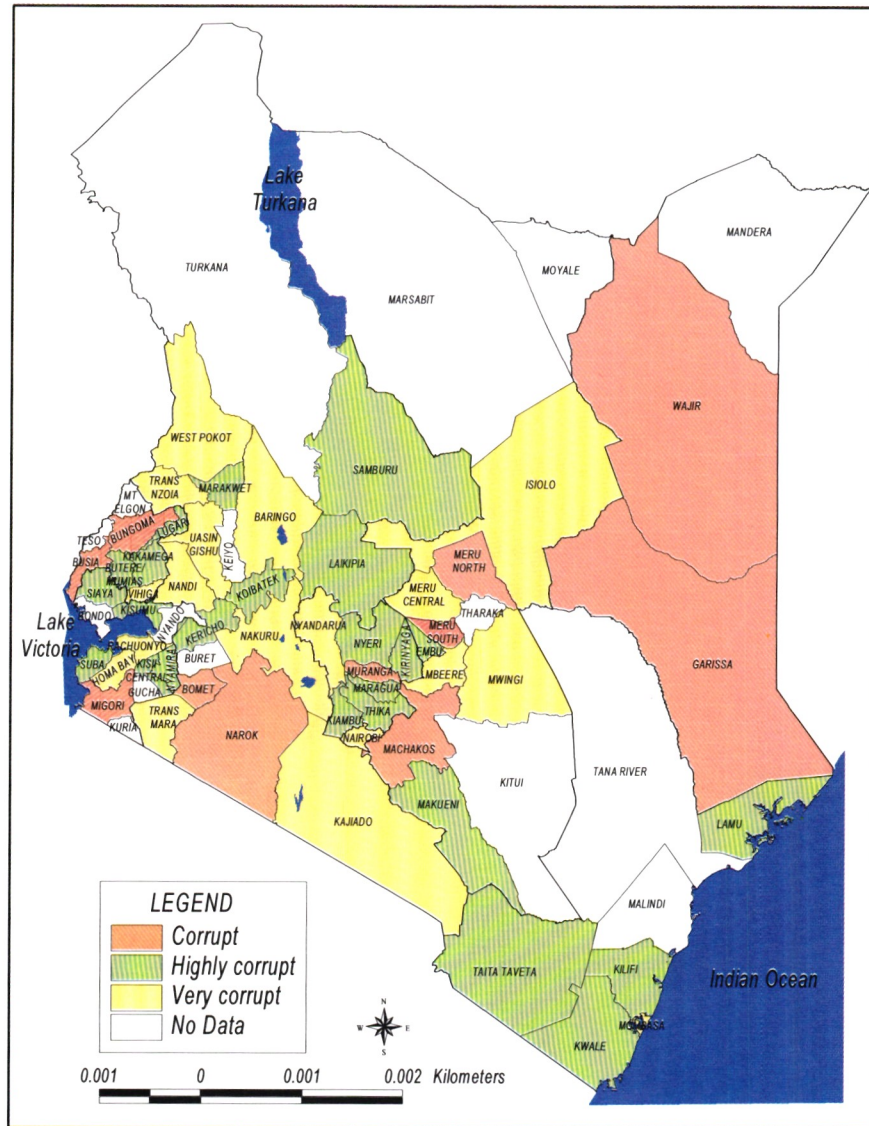 Lake
Turkana
MANDERA
MOYALE
TURKANA
MARSABIT
WAJIR
WEST POKOT
SAMBURU
ISIOLO
TRANS
NZOIA
MARAKWET
MT
ELGON
BARINGO
LUGARI
BUNGOMA
TESO
UASIN
GISHU
KEIYO
LAIKIPIA
MERU
NORTH
BUSIA
KAKAMEGA
BUTERE/
MUMIAS
NANDI
KOIBATEK
MERU
CENTRAL
SIAYA
VIHIGA
THARAKA
BONDO
KISUMU
NYANDO
NYANDARUA
Lake
Victoria
KERICHO
NYERI
KIRINYAGA
MERU
SOUTH
EMBU
RACHUONYO
NAKURU
GARISSA
SUBA
HOMA BAY
KISII
CENTRAL
NYAMIRA
BURET
MURANGA
MBEERE
MWINGI
GUCHA
BOMET
MARAGUA
THIKA
MIGORI
TRANS
MARA
KIAMBU
KURIA
NAROK
NAIROBI
MACHAKOS
KITUI
TANA RIVER
KAJIADO
MAKUENI
LAMU
MALINDI
TAITA TAVETA
KILIFI
Indian Ocean
MOMBASA
KWALE
LEGEND
Corrupt
Highly corrupt
Very corrupt
No Data
N
W E
S
0.001 0 0.001 0.002 Kilometers